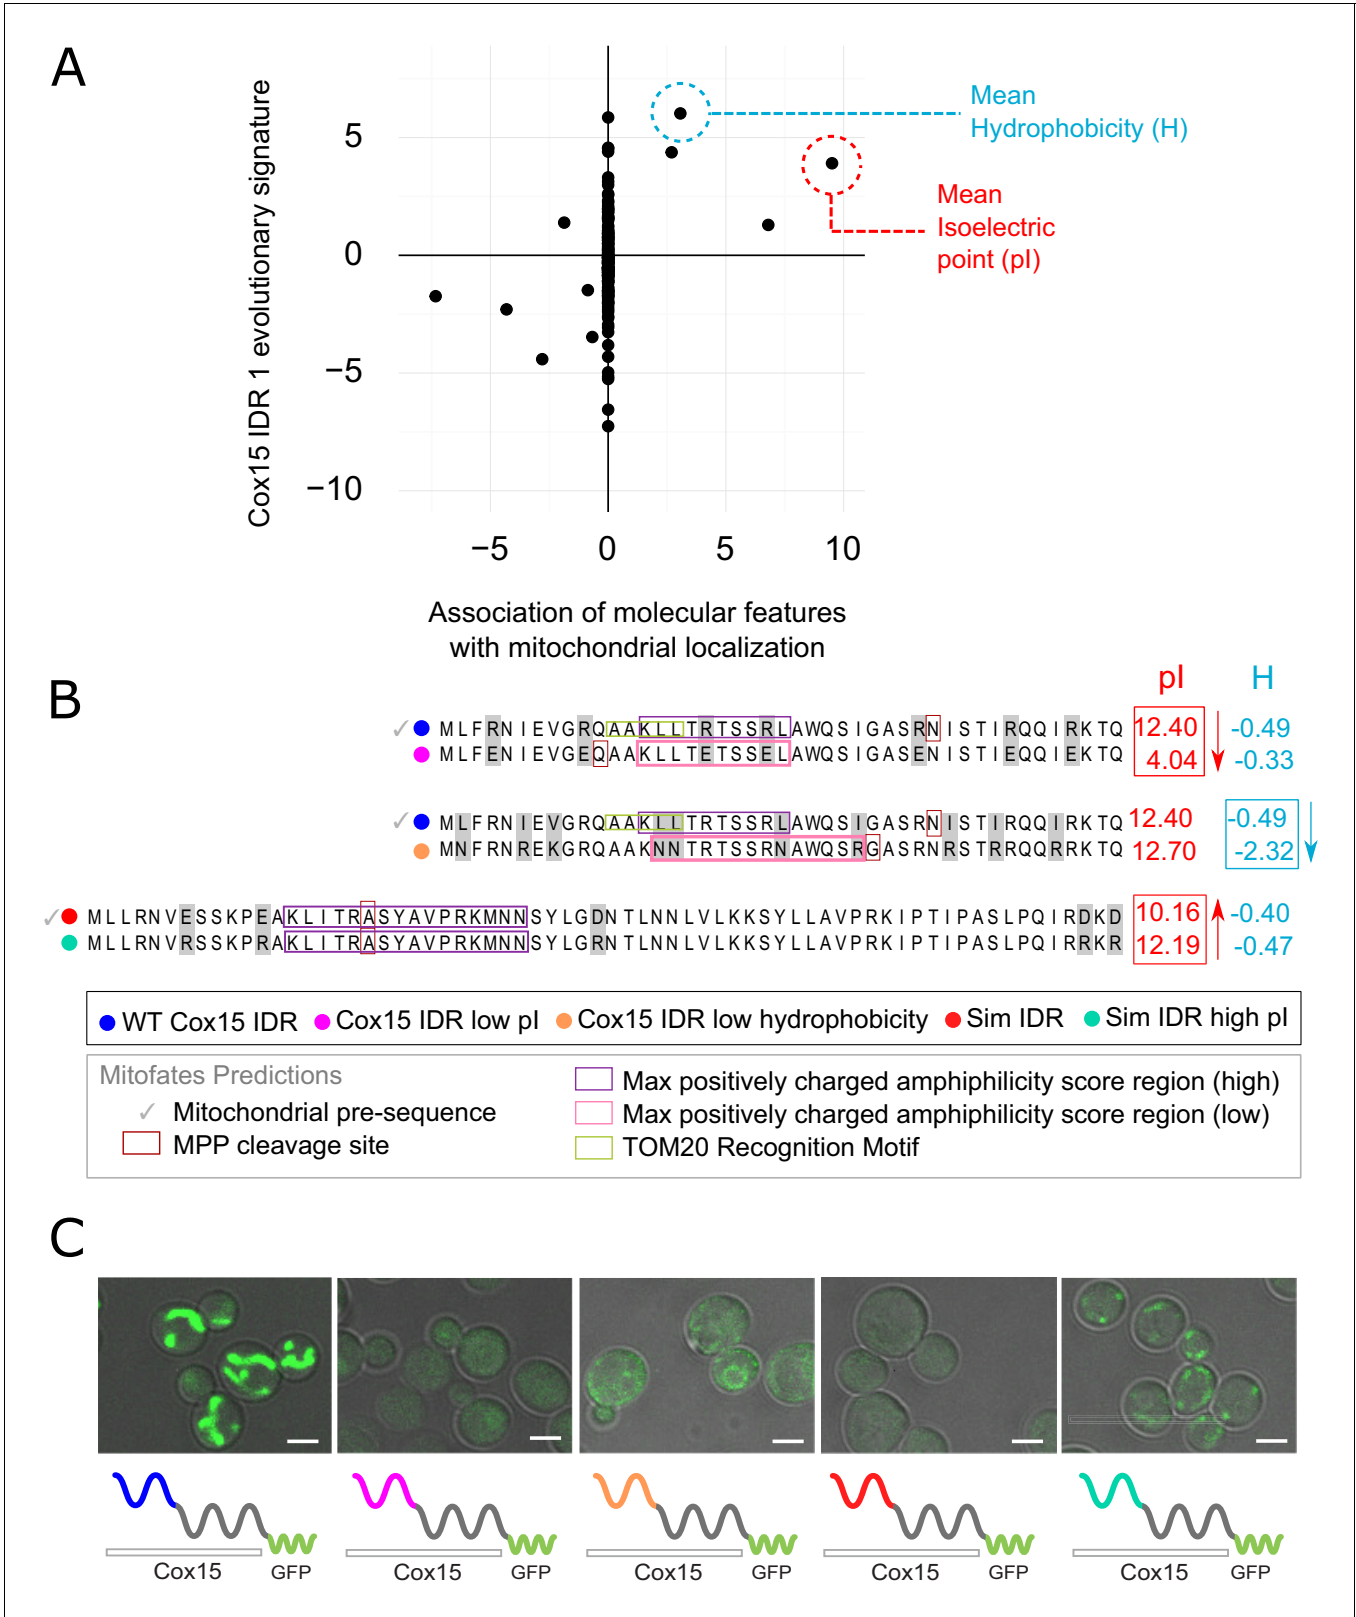 A
Cox15 IDR 1 evolutionary signature
5
0
−5
−10
−5 0 5 10
Mean
Hydrophobicity (H)
Mean
Isoelectric
point (pI)
Association of molecular features
with mitochondrial localization
B
pI H
✓ MLFRNIEVGRQAAKLLTRTSSRLAWQSIGASRNISTIRQQIRKTQ 12.40 -0.49
MLFENIEVGEQAAKLLTETSSELAWQSIGASENISTIEQQIEKTQ 4.04 -0.33
✓ MLFRNIEVGRQAAKLLTRTSSRLAWQSIGASRNISTIRQQIRKTQ 12.40 -0.49
MNFRNREKGRQAAKNNTRTSSRNAWQSRGASRNRSTRRQQRRKTQ 12.70 -2.32
✓ MLLRNVESSKPEAKLITRASYAVPRKMNNSYLGDNTLNNLVLKKSYLLAVPRKIPTIPASLPQIRDKD 10.16 -0.40
MLLRNVRSSKPRAKLITRASYAVPRKMNNSYLGRNTLNNLVLKKSYLLAVPRKIPTIPASLPQIRRKR 12.19 -0.47
WT Cox15 IDR Cox15 IDR low pI Cox15 IDR low hydrophobicity Sim IDR Sim IDR high pI
Mitofates Predictions
✓ Mitochondrial pre-sequence
MPP cleavage site
Max positively charged amphiphilicity score region (high)
Max positively charged amphiphilicity score region (low)
TOM20 Recognition Motif
C
Cox15 GFP Cox15 GFP Cox15 GFP Cox15 GFP Cox15 GFP